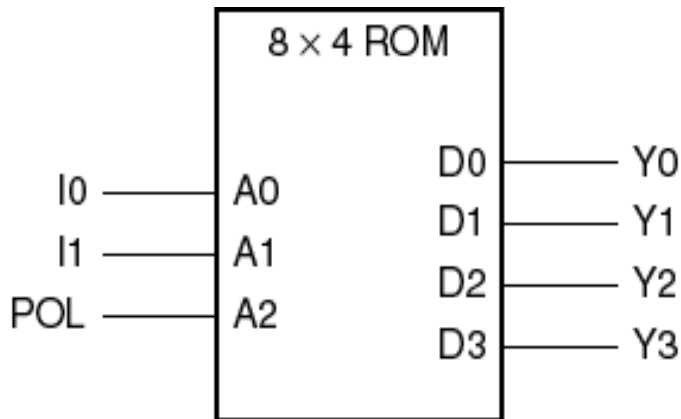 8 × 4 ROM
I0 A0 D0 Y0
I1 A1 D1 Y1
POL A2 D2 Y2
D3 Y3